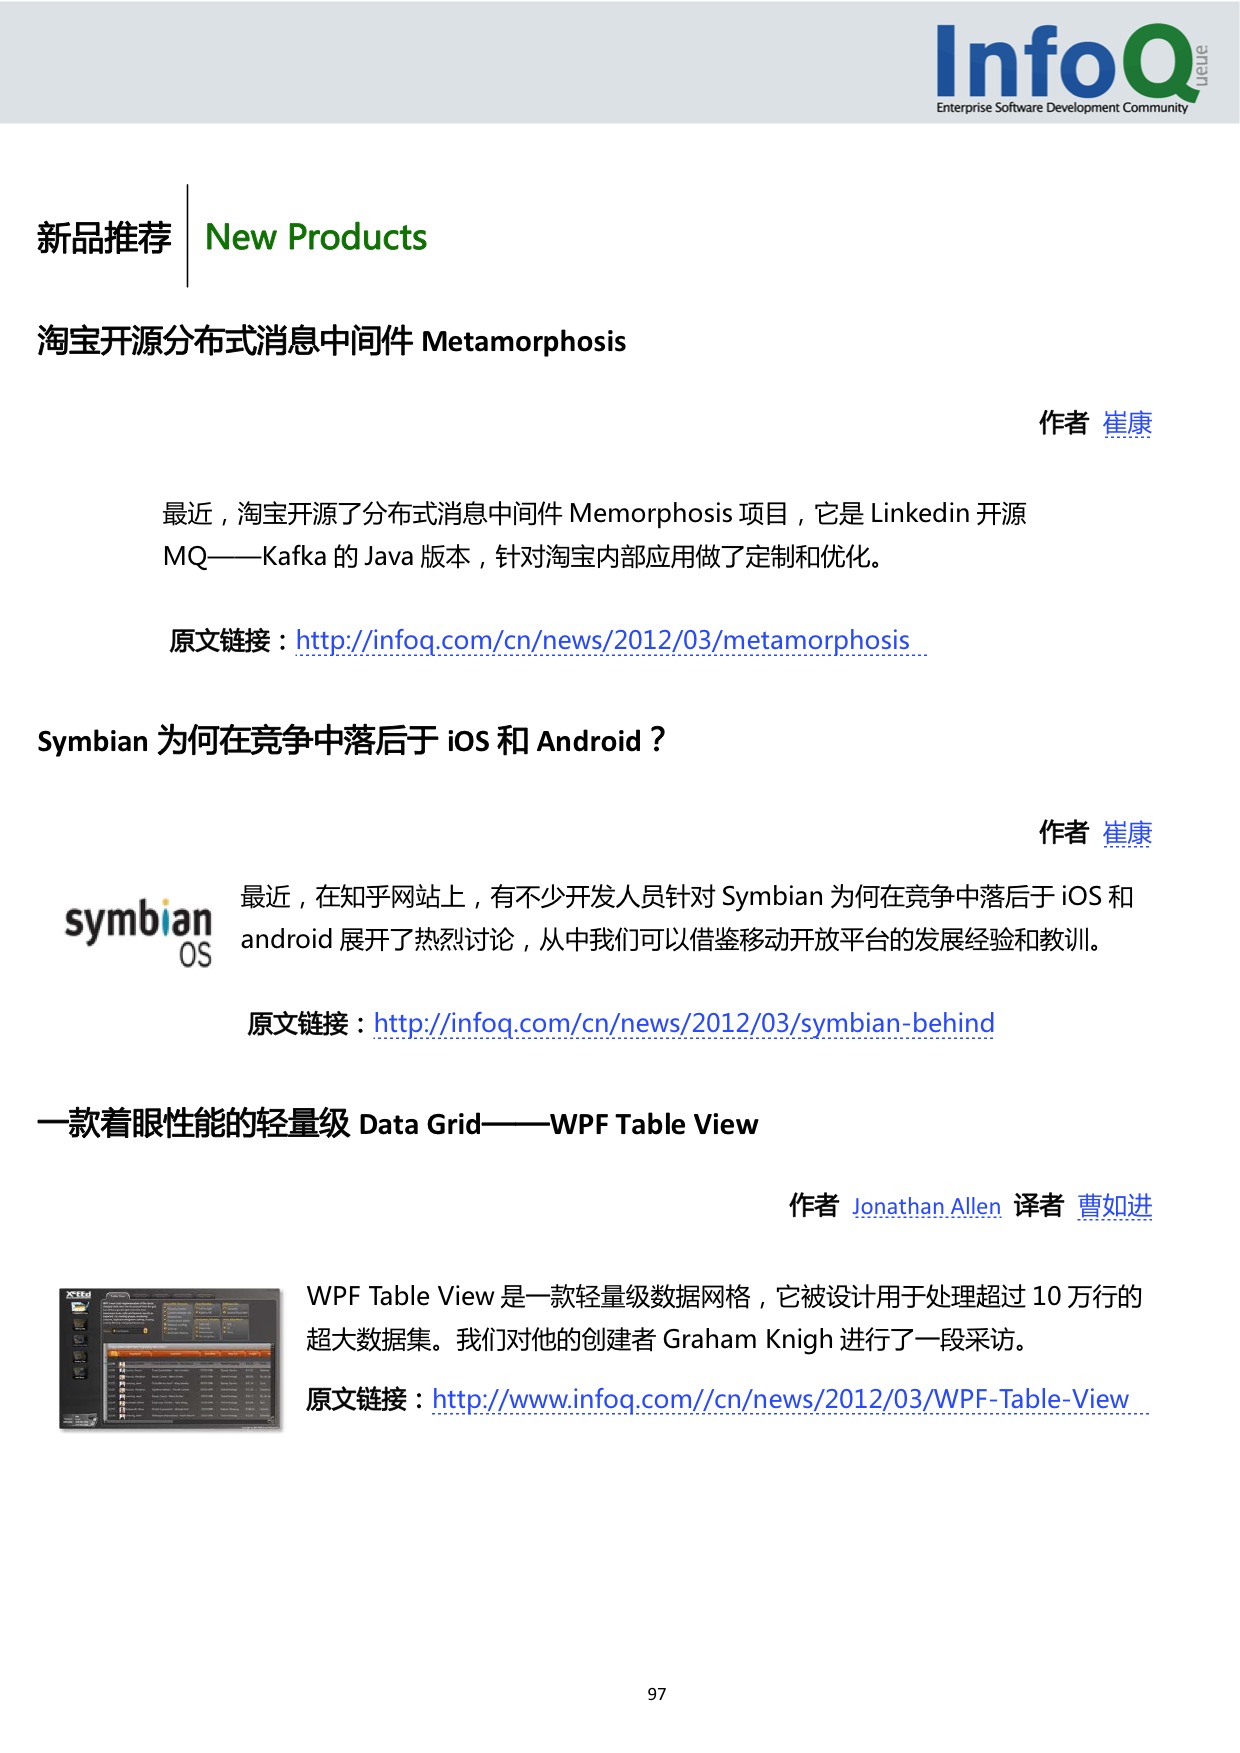 InfoQueue
Enterprise Software Development Community
新品推荐 New Products
淘宝开源分布式消息中间件 Metamorphosis
作者 崔康
最近，淘宝开源了分布式消息中间件 Memorphosis 项目，它是 Linkedin 开源
MQ——Kafka 的 Java 版本，针对淘宝内部应用做了定制和优化。
原文链接：http://infoq.com/cn/news/2012/03/metamorphosis
Symbian 为何在竞争中落后于 iOS 和 Android？
作者 崔康
symbian
OS
最近，在知乎网站上，有不少开发人员针对 Symbian 为何在竞争中落后于 iOS 和
android 展开了热烈讨论，从中我们可以借鉴移动开放平台的发展经验和教训。
原文链接：http://infoq.com/cn/news/2012/03/symbian-behind
一款着眼性能的轻量级 Data Grid——WPF Table View
作者 Jonathan Allen 译者 曹如进
XCEED
WPF Table View 是一款轻量级数据网格，它被设计用于处理超过 10 万行的
超大数据集。我们对他的创建者 Graham Knigh 进行了一段采访。
原文链接：http://www.infoq.com//cn/news/2012/03/WPF-Table-View
97